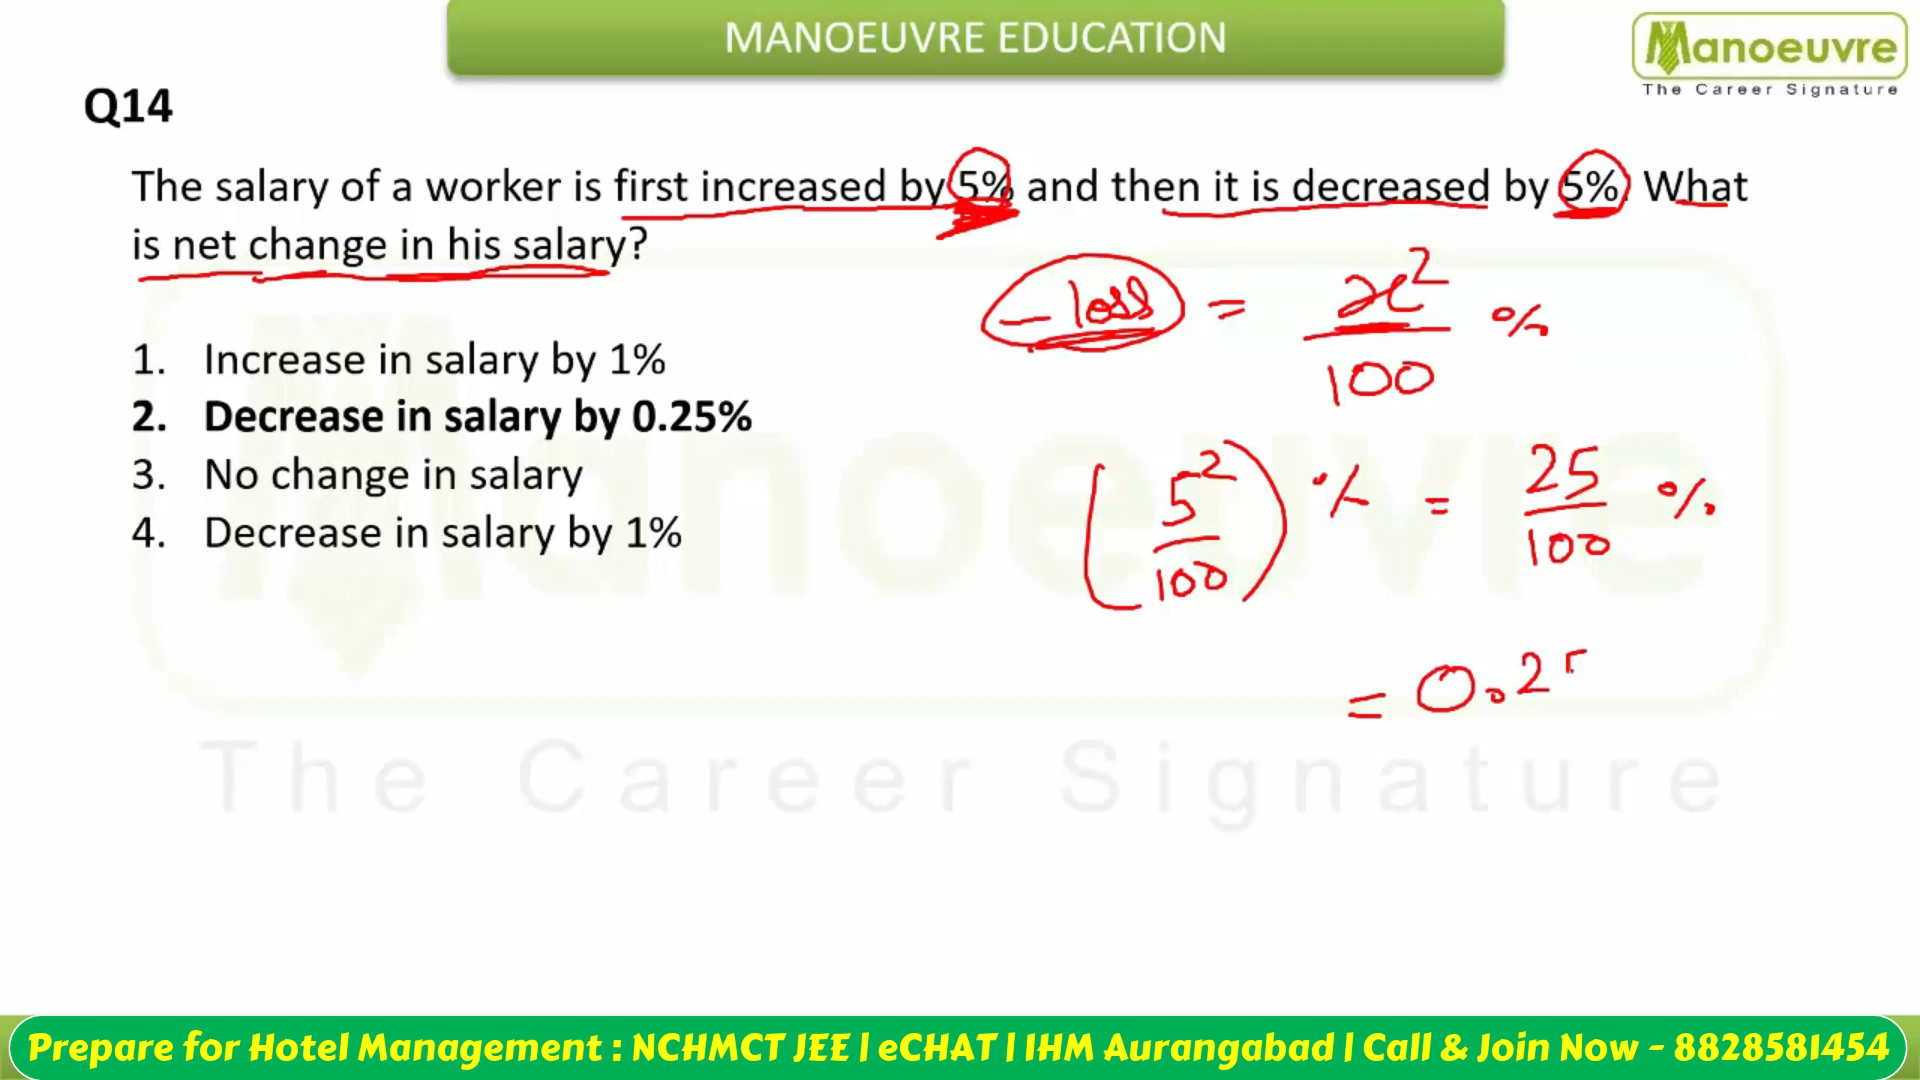 MANOEUVRE EDUCATION
Manoeuvre
The Career Signature
Q14
The salary of a worker is first increased by 5% and then it is decreased by 5%. What
is net change in his salary?
- loss = x² / 100 %
1. Increase in salary by 1%
2. Decrease in salary by 0.25%
3. No change in salary
4. Decrease in salary by 1%
(5² / 100) % = 25 / 100 %
= 0.25
Manoeuvre
The Career Signature
Prepare for Hotel Management : NCHMCT JEE | eCHAT | IHM Aurangabad | Call & Join Now - 8828581454